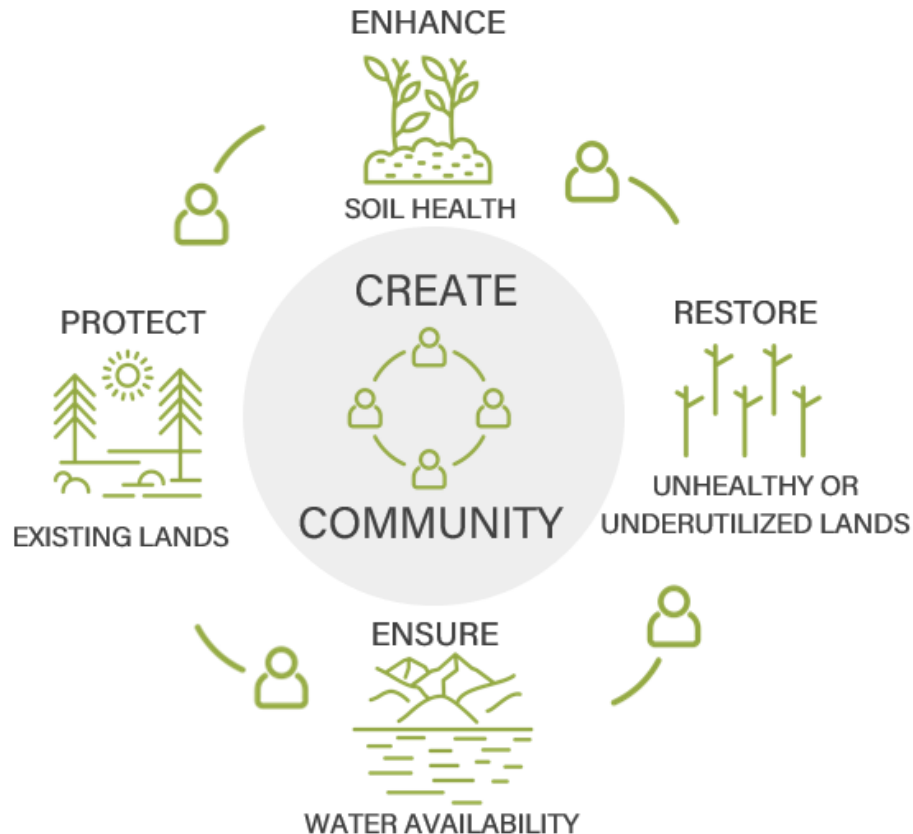 ENHANCE
SOIL HEALTH
PROTECT
EXISTING LANDS
CREATE
COMMUNITY
RESTORE
UNHEALTHY OR
UNDERUTILIZED LANDS
ENSURE
WATER AVAILABILITY